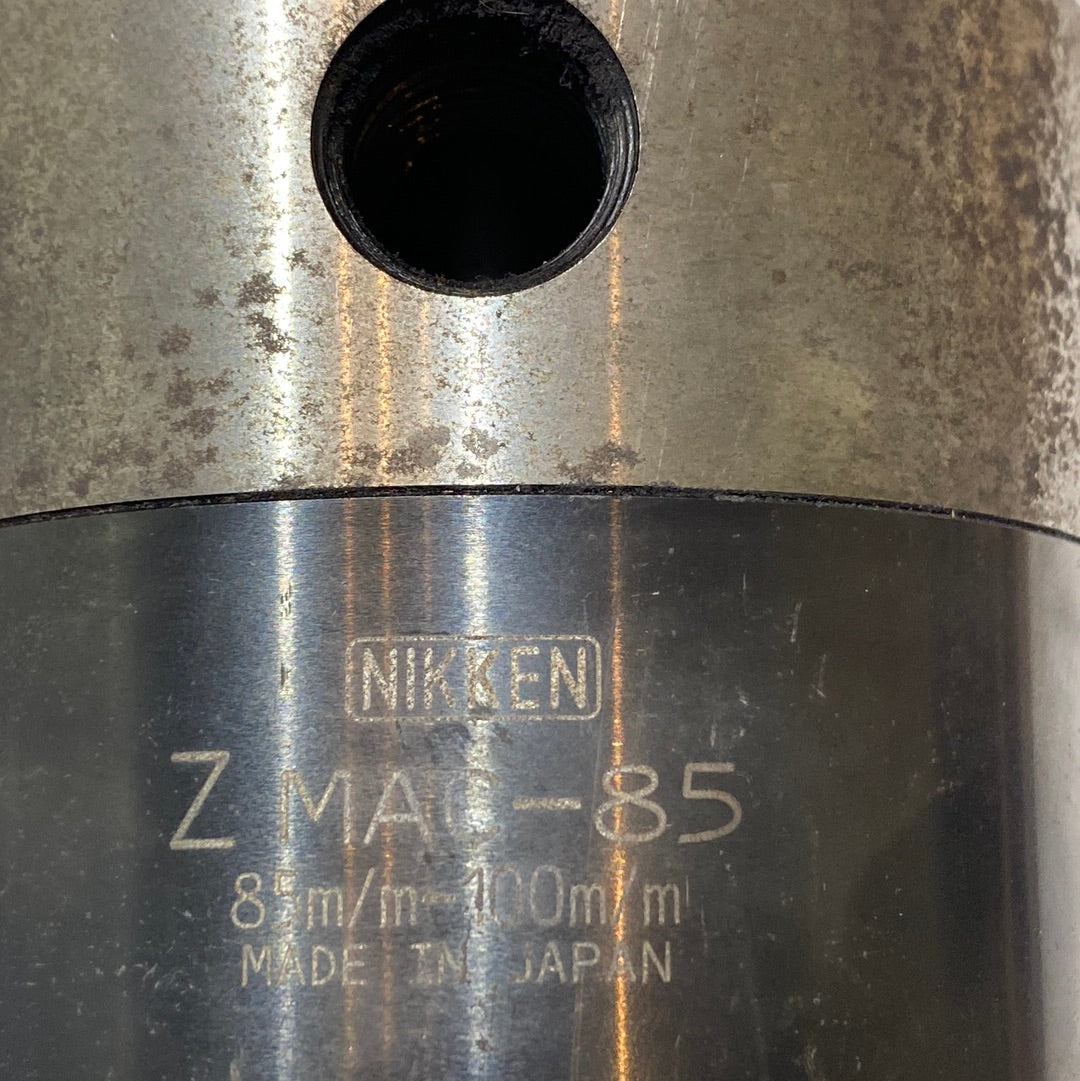 NIKKEN
Z MAC-85
85m/m-100m/m
MADE IN JAPAN